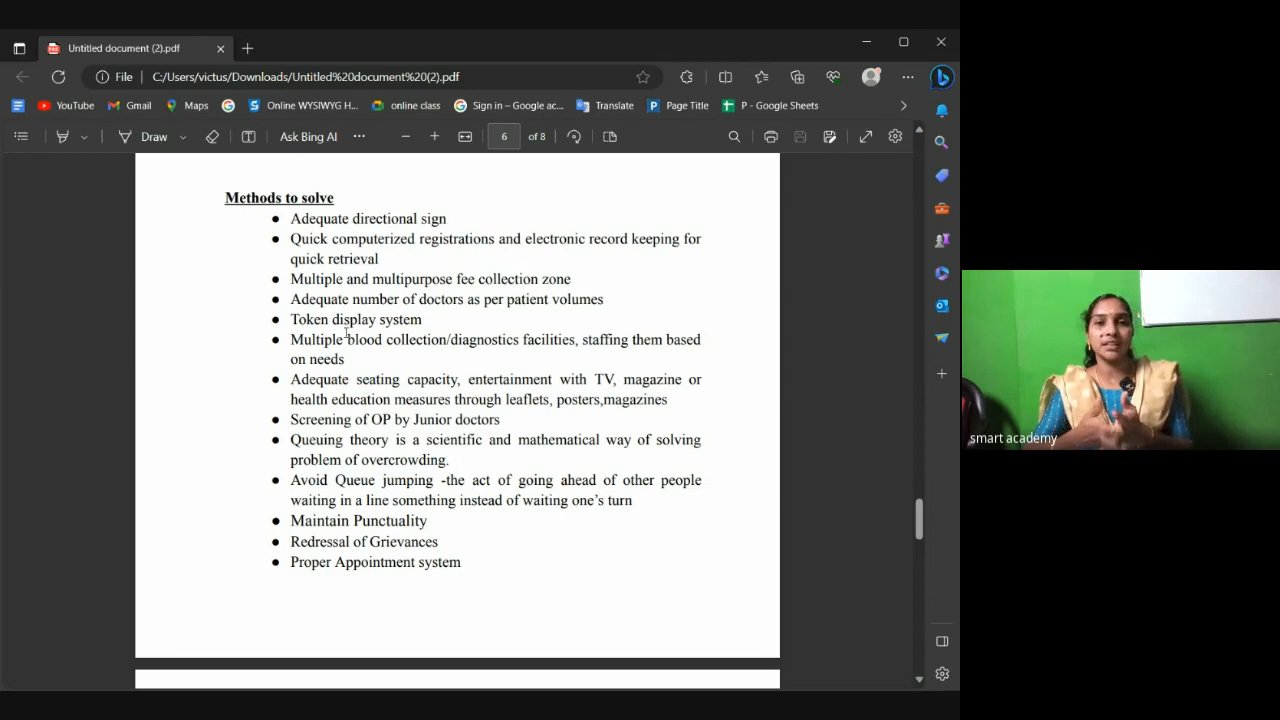 Untitled document (2).pdf
File C:/Users/victus/Downloads/Untitled%20document%20(2).pdf
YouTube Gmail Maps Online WYSIWYG H... online class Sign in – Google ac... Translate Page Title P - Google Sheets
Draw Ask Bing AI 6 of 8
Methods to solve
● Adequate directional sign
● Quick computerized registrations and electronic record keeping for
quick retrieval
● Multiple and multipurpose fee collection zone
● Adequate number of doctors as per patient volumes
● Token display system
● Multiple blood collection/diagnostics facilities, staffing them based
on needs
● Adequate seating capacity, entertainment with TV, magazine or
health education measures through leaflets, posters,magazines
● Screening of OP by Junior doctors
● Queuing theory is a scientific and mathematical way of solving
problem of overcrowding.
● Avoid Queue jumping -the act of going ahead of other people
waiting in a line something instead of waiting one’s turn
● Maintain Punctuality
● Redressal of Grievances
● Proper Appointment system
smart academy